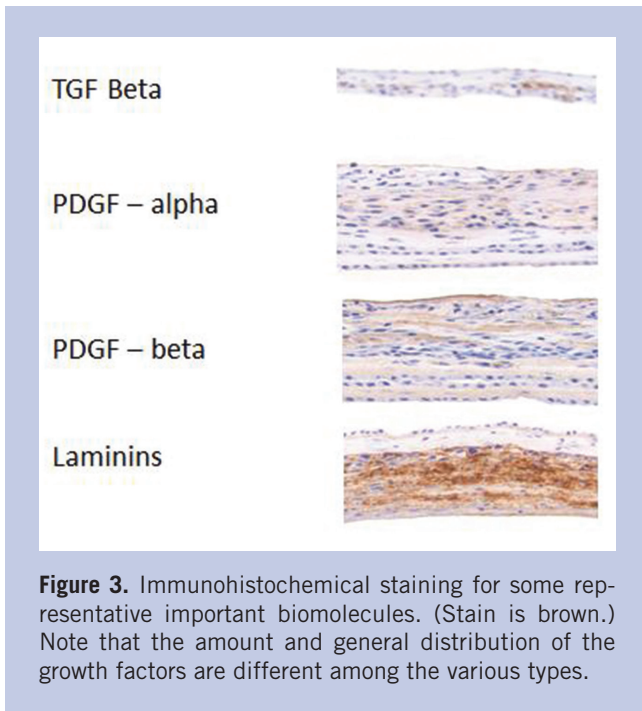 TGF Beta
PDGF – alpha
PDGF – beta
Laminins
Figure 3. Immunohistochemical staining for some rep-
resentative important biomolecules. (Stain is brown.)
Note that the amount and general distribution of the
growth factors are different among the various types.